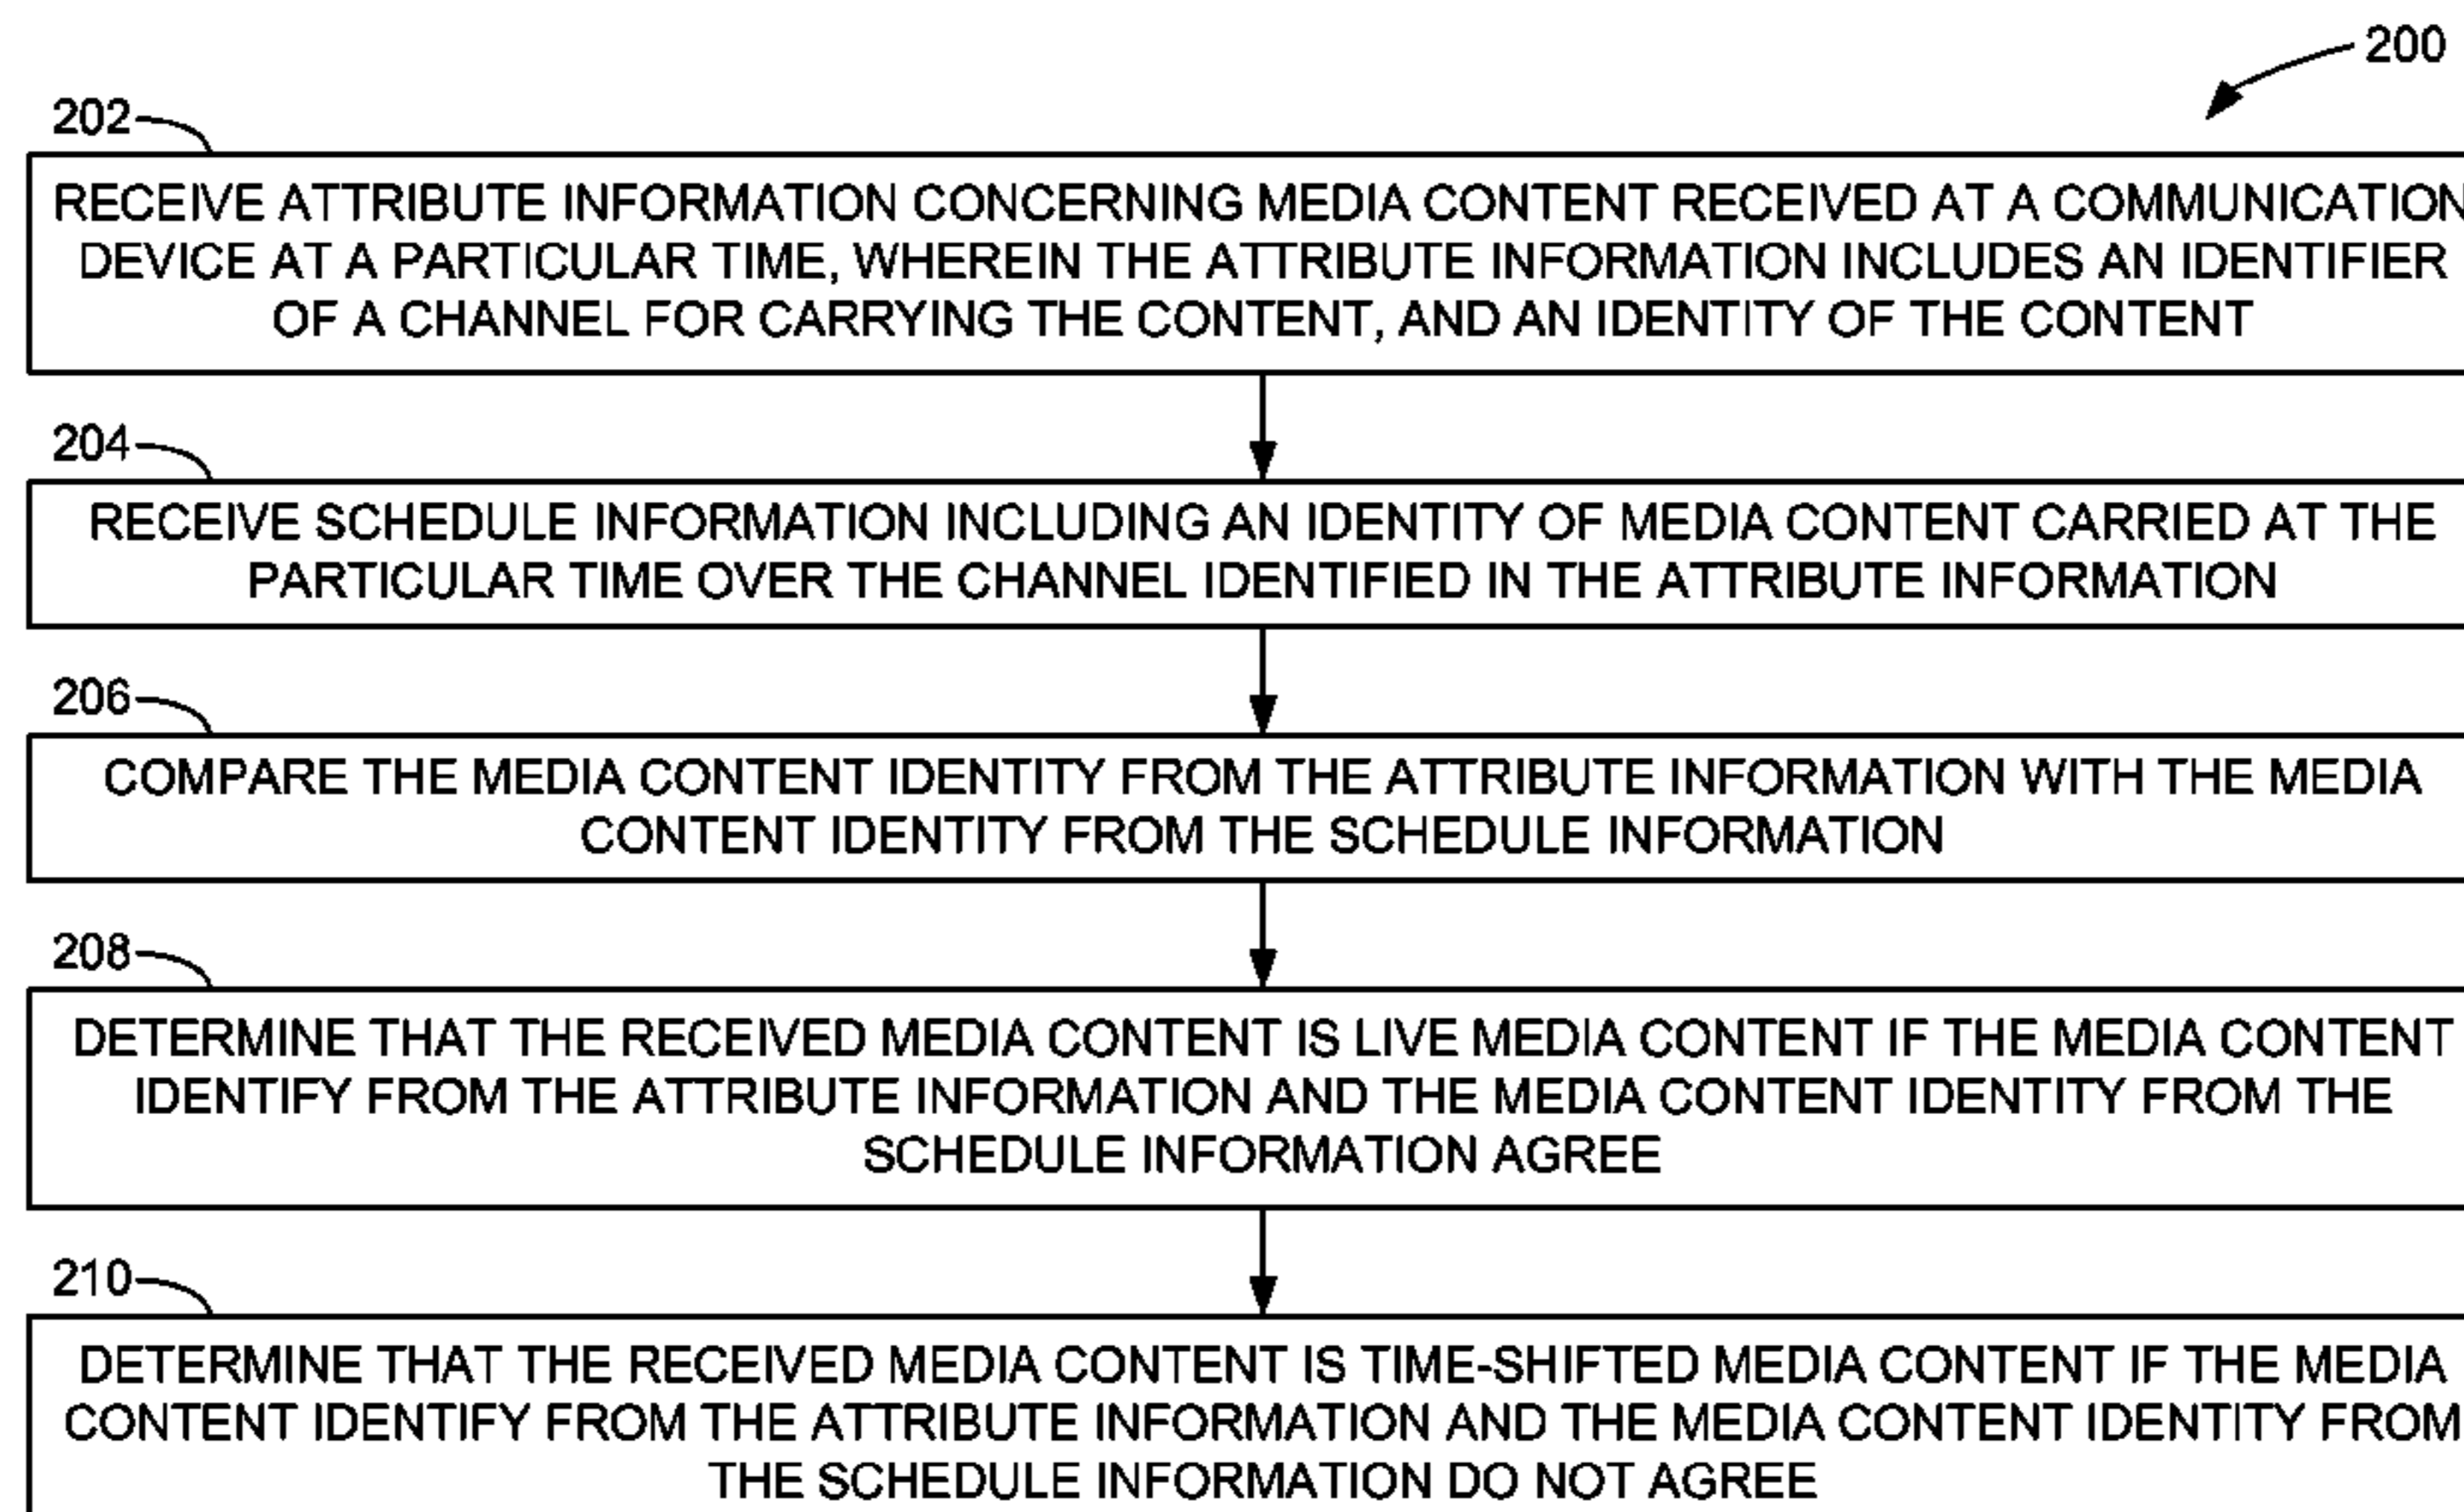 200
202
RECEIVE ATTRIBUTE INFORMATION CONCERNING MEDIA CONTENT RECEIVED AT A COMMUNICATION
DEVICE AT A PARTICULAR TIME, WHEREIN THE ATTRIBUTE INFORMATION INCLUDES AN IDENTIFIER
OF A CHANNEL FOR CARRYING THE CONTENT, AND AN IDENTITY OF THE CONTENT
204
RECEIVE SCHEDULE INFORMATION INCLUDING AN IDENTITY OF MEDIA CONTENT CARRIED AT THE
PARTICULAR TIME OVER THE CHANNEL IDENTIFIED IN THE ATTRIBUTE INFORMATION
206
COMPARE THE MEDIA CONTENT IDENTITY FROM THE ATTRIBUTE INFORMATION WITH THE MEDIA
CONTENT IDENTITY FROM THE SCHEDULE INFORMATION
208
DETERMINE THAT THE RECEIVED MEDIA CONTENT IS LIVE MEDIA CONTENT IF THE MEDIA CONTENT
IDENTIFY FROM THE ATTRIBUTE INFORMATION AND THE MEDIA CONTENT IDENTITY FROM THE
SCHEDULE INFORMATION AGREE
210
DETERMINE THAT THE RECEIVED MEDIA CONTENT IS TIME-SHIFTED MEDIA CONTENT IF THE MEDIA
CONTENT IDENTIFY FROM THE ATTRIBUTE INFORMATION AND THE MEDIA CONTENT IDENTITY FROM
THE SCHEDULE INFORMATION DO NOT AGREE